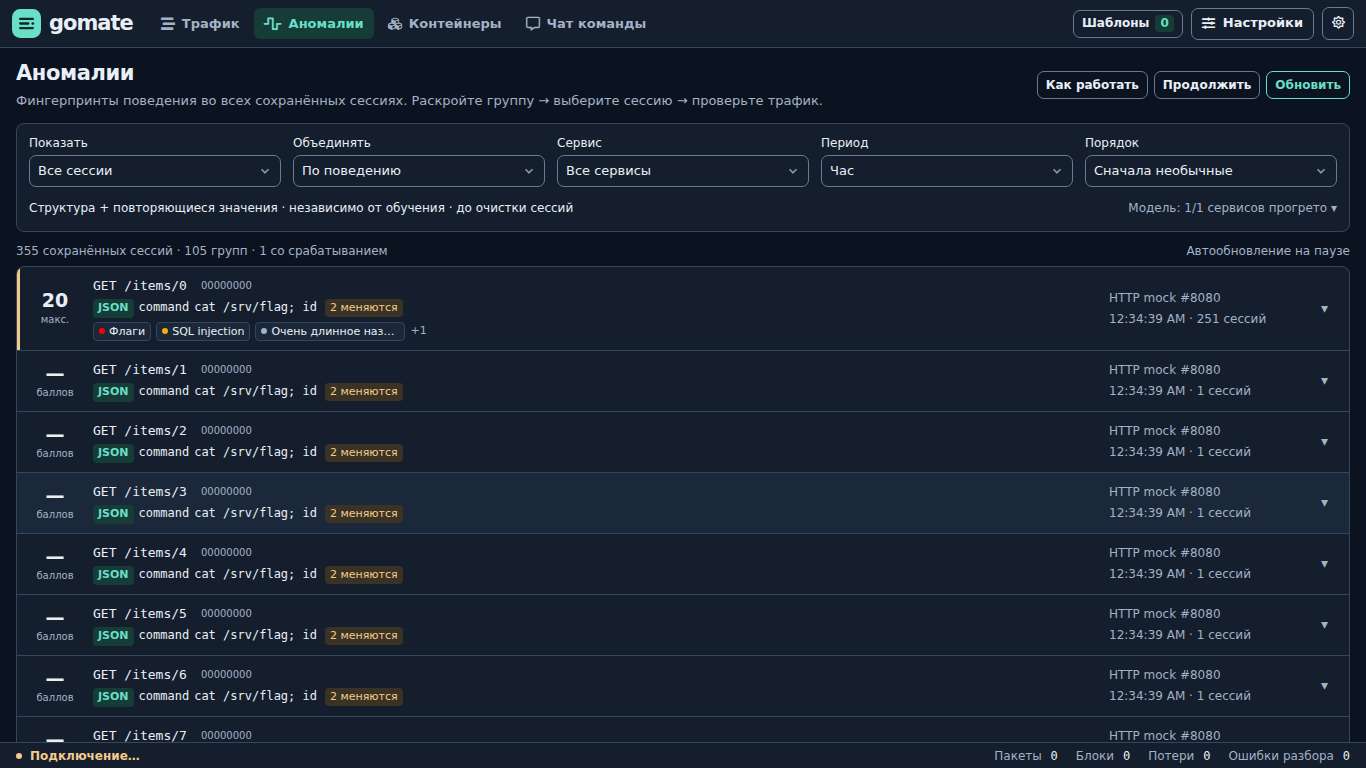 gomate Трафик Аномалии Контейнеры Чат команды Шаблоны 0 Настройки
Аномалии
Фингерпринты поведения во всех сохранённых сессиях. Раскройте группу → выберите сессию → проверьте трафик.
Как работать Продолжить Обновить
Показать Объединять Сервис Период Порядок
Все сессии По поведению Все сервисы Час Сначала необычные
Структура + повторяющиеся значения · независимо от обучения · до очистки сессий Модель: 1/1 сервисов прогрето ▾
355 сохранённых сессий · 105 групп · 1 со срабатыванием Автообновление на паузе
20 макс.
GET /items/0 00000000
JSON command cat /srv/flag; id 2 меняются
Флаги SQL injection Очень длинное наз… +1
HTTP mock #8080
12:34:39 AM · 251 сессий ▼
— баллов
GET /items/1 00000000
JSON command cat /srv/flag; id 2 меняются
HTTP mock #8080
12:34:39 AM · 1 сессий ▼
— баллов
GET /items/2 00000000
JSON command cat /srv/flag; id 2 меняются
HTTP mock #8080
12:34:39 AM · 1 сессий ▼
— баллов
GET /items/3 00000000
JSON command cat /srv/flag; id 2 меняются
HTTP mock #8080
12:34:39 AM · 1 сессий ▼
— баллов
GET /items/4 00000000
JSON command cat /srv/flag; id 2 меняются
HTTP mock #8080
12:34:39 AM · 1 сессий ▼
— баллов
GET /items/5 00000000
JSON command cat /srv/flag; id 2 меняются
HTTP mock #8080
12:34:39 AM · 1 сессий ▼
— баллов
GET /items/6 00000000
JSON command cat /srv/flag; id 2 меняются
HTTP mock #8080
12:34:39 AM · 1 сессий ▼
—
GET /items/7 00000000
HTTP mock #8080
Подключение… Пакеты 0 Блоки 0 Потери 0 Ошибки разбора 0